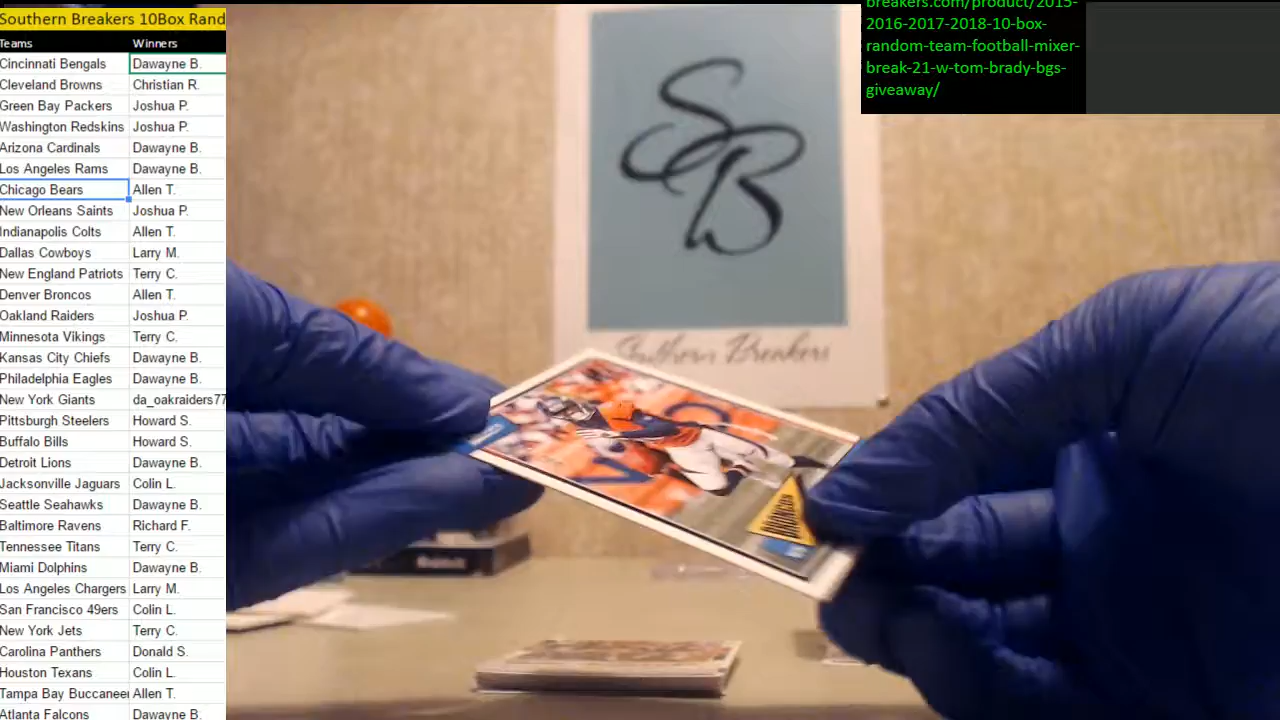 Southern Breakers 10Box Rand
Teams Winners
Cincinnati Bengals Dawayne B.
Cleveland Browns Christian R.
Green Bay Packers Joshua P.
Washington Redskins Joshua P.
Arizona Cardinals Dawayne B.
Los Angeles Rams Dawayne B.
Chicago Bears Allen T.
New Orleans Saints Joshua P.
Indianapolis Colts Allen T.
Dallas Cowboys Larry M.
New England Patriots Terry C.
Denver Broncos Allen T.
Oakland Raiders Joshua P.
Minnesota Vikings Terry C.
Kansas City Chiefs Dawayne B.
Philadelphia Eagles Dawayne B.
New York Giants da_oakraiders77
Pittsburgh Steelers Howard S.
Buffalo Bills Howard S.
Detroit Lions Dawayne B.
Jacksonville Jaguars Colin L.
Seattle Seahawks Dawayne B.
Baltimore Ravens Richard F.
Tennessee Titans Terry C.
Miami Dolphins Dawayne B.
Los Angeles Chargers Larry M.
San Francisco 49ers Colin L.
New York Jets Terry C.
Carolina Panthers Donald S.
Houston Texans Colin L.
Tampa Bay Buccaneer Allen T.
Atlanta Falcons Dawayne B.
breakers.com/product/2015-
2016-2017-2018-10-box-
random-team-football-mixer-
break-21-w-tom-brady-bgs-
giveaway/
SB
Southern Breakers
BRONCOS